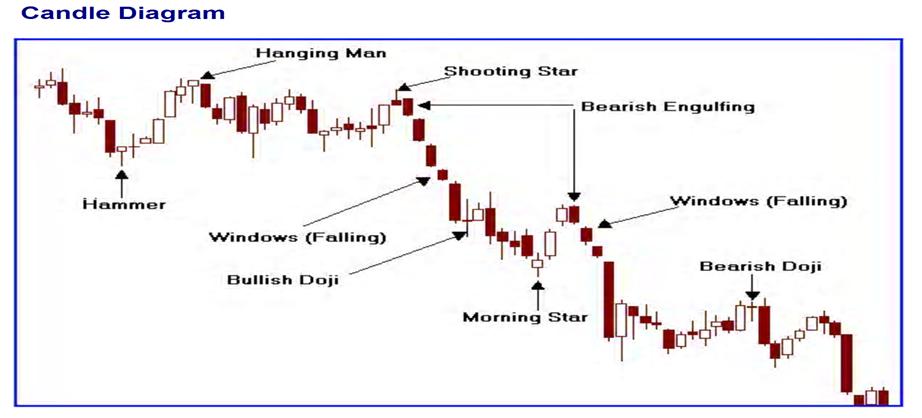 Candle Diagram
Hanging Man
Shooting Star
Bearish Engulfing
Hammer
Windows (Falling)
Windows (Falling)
Bullish Doji
Bearish Doji
Morning Star